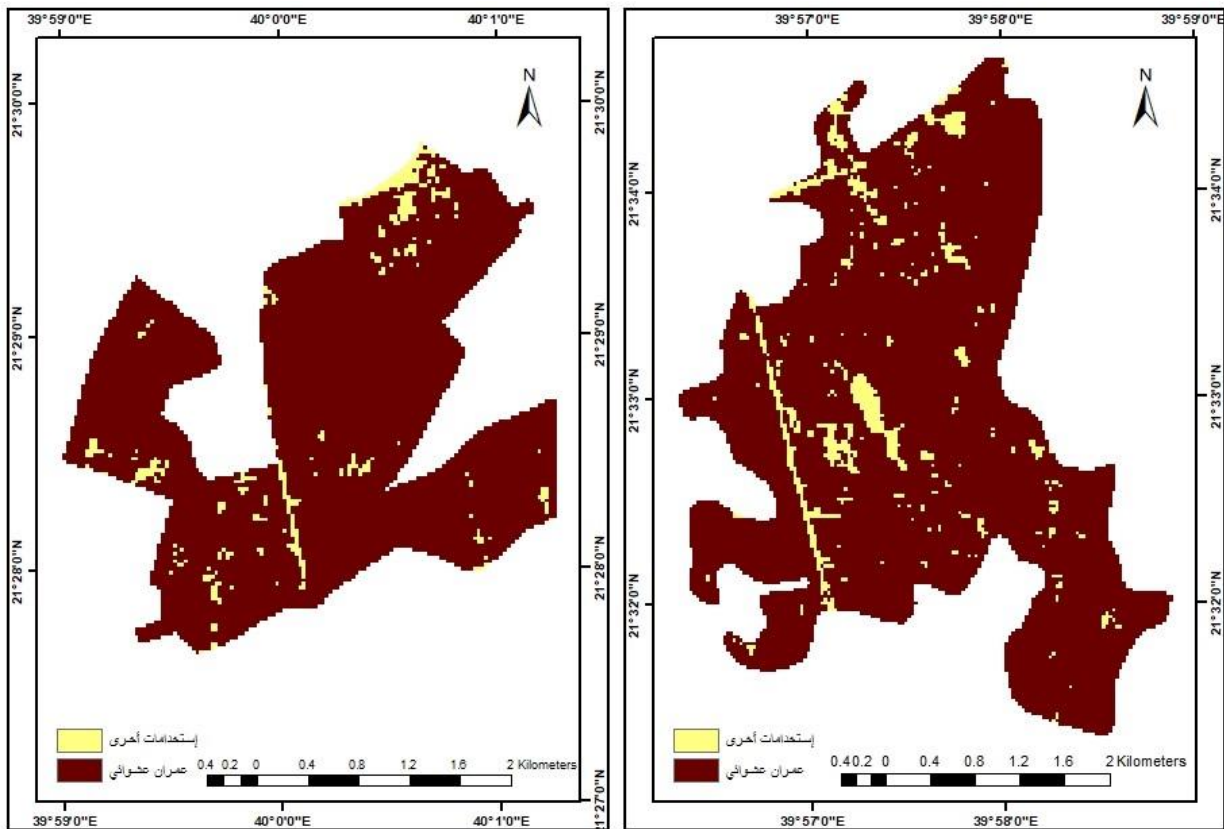 39°59'0"E 40°0'0"E 40°1'0"E
N
21°30'0"N 21°30'0"N
21°29'0"N 21°29'0"N
21°28'0"N 21°28'0"N
21°27'0"N
إستخدامات أخرى
عمران عشوائي
0.4 0.2 0 0.4 0.8 1.2 1.6 2 Kilometers
39°59'0"E 40°0'0"E 40°1'0"E
39°57'0"E 39°58'0"E 39°59'0"E
N
21°34'0"N 21°34'0"N
21°33'0"N 21°33'0"N
21°32'0"N 21°32'0"N
إستخدامات أخرى
عمران عشوائي
0.4 0.2 0 0.4 0.8 1.2 1.6 2 Kilometers
39°57'0"E 39°58'0"E